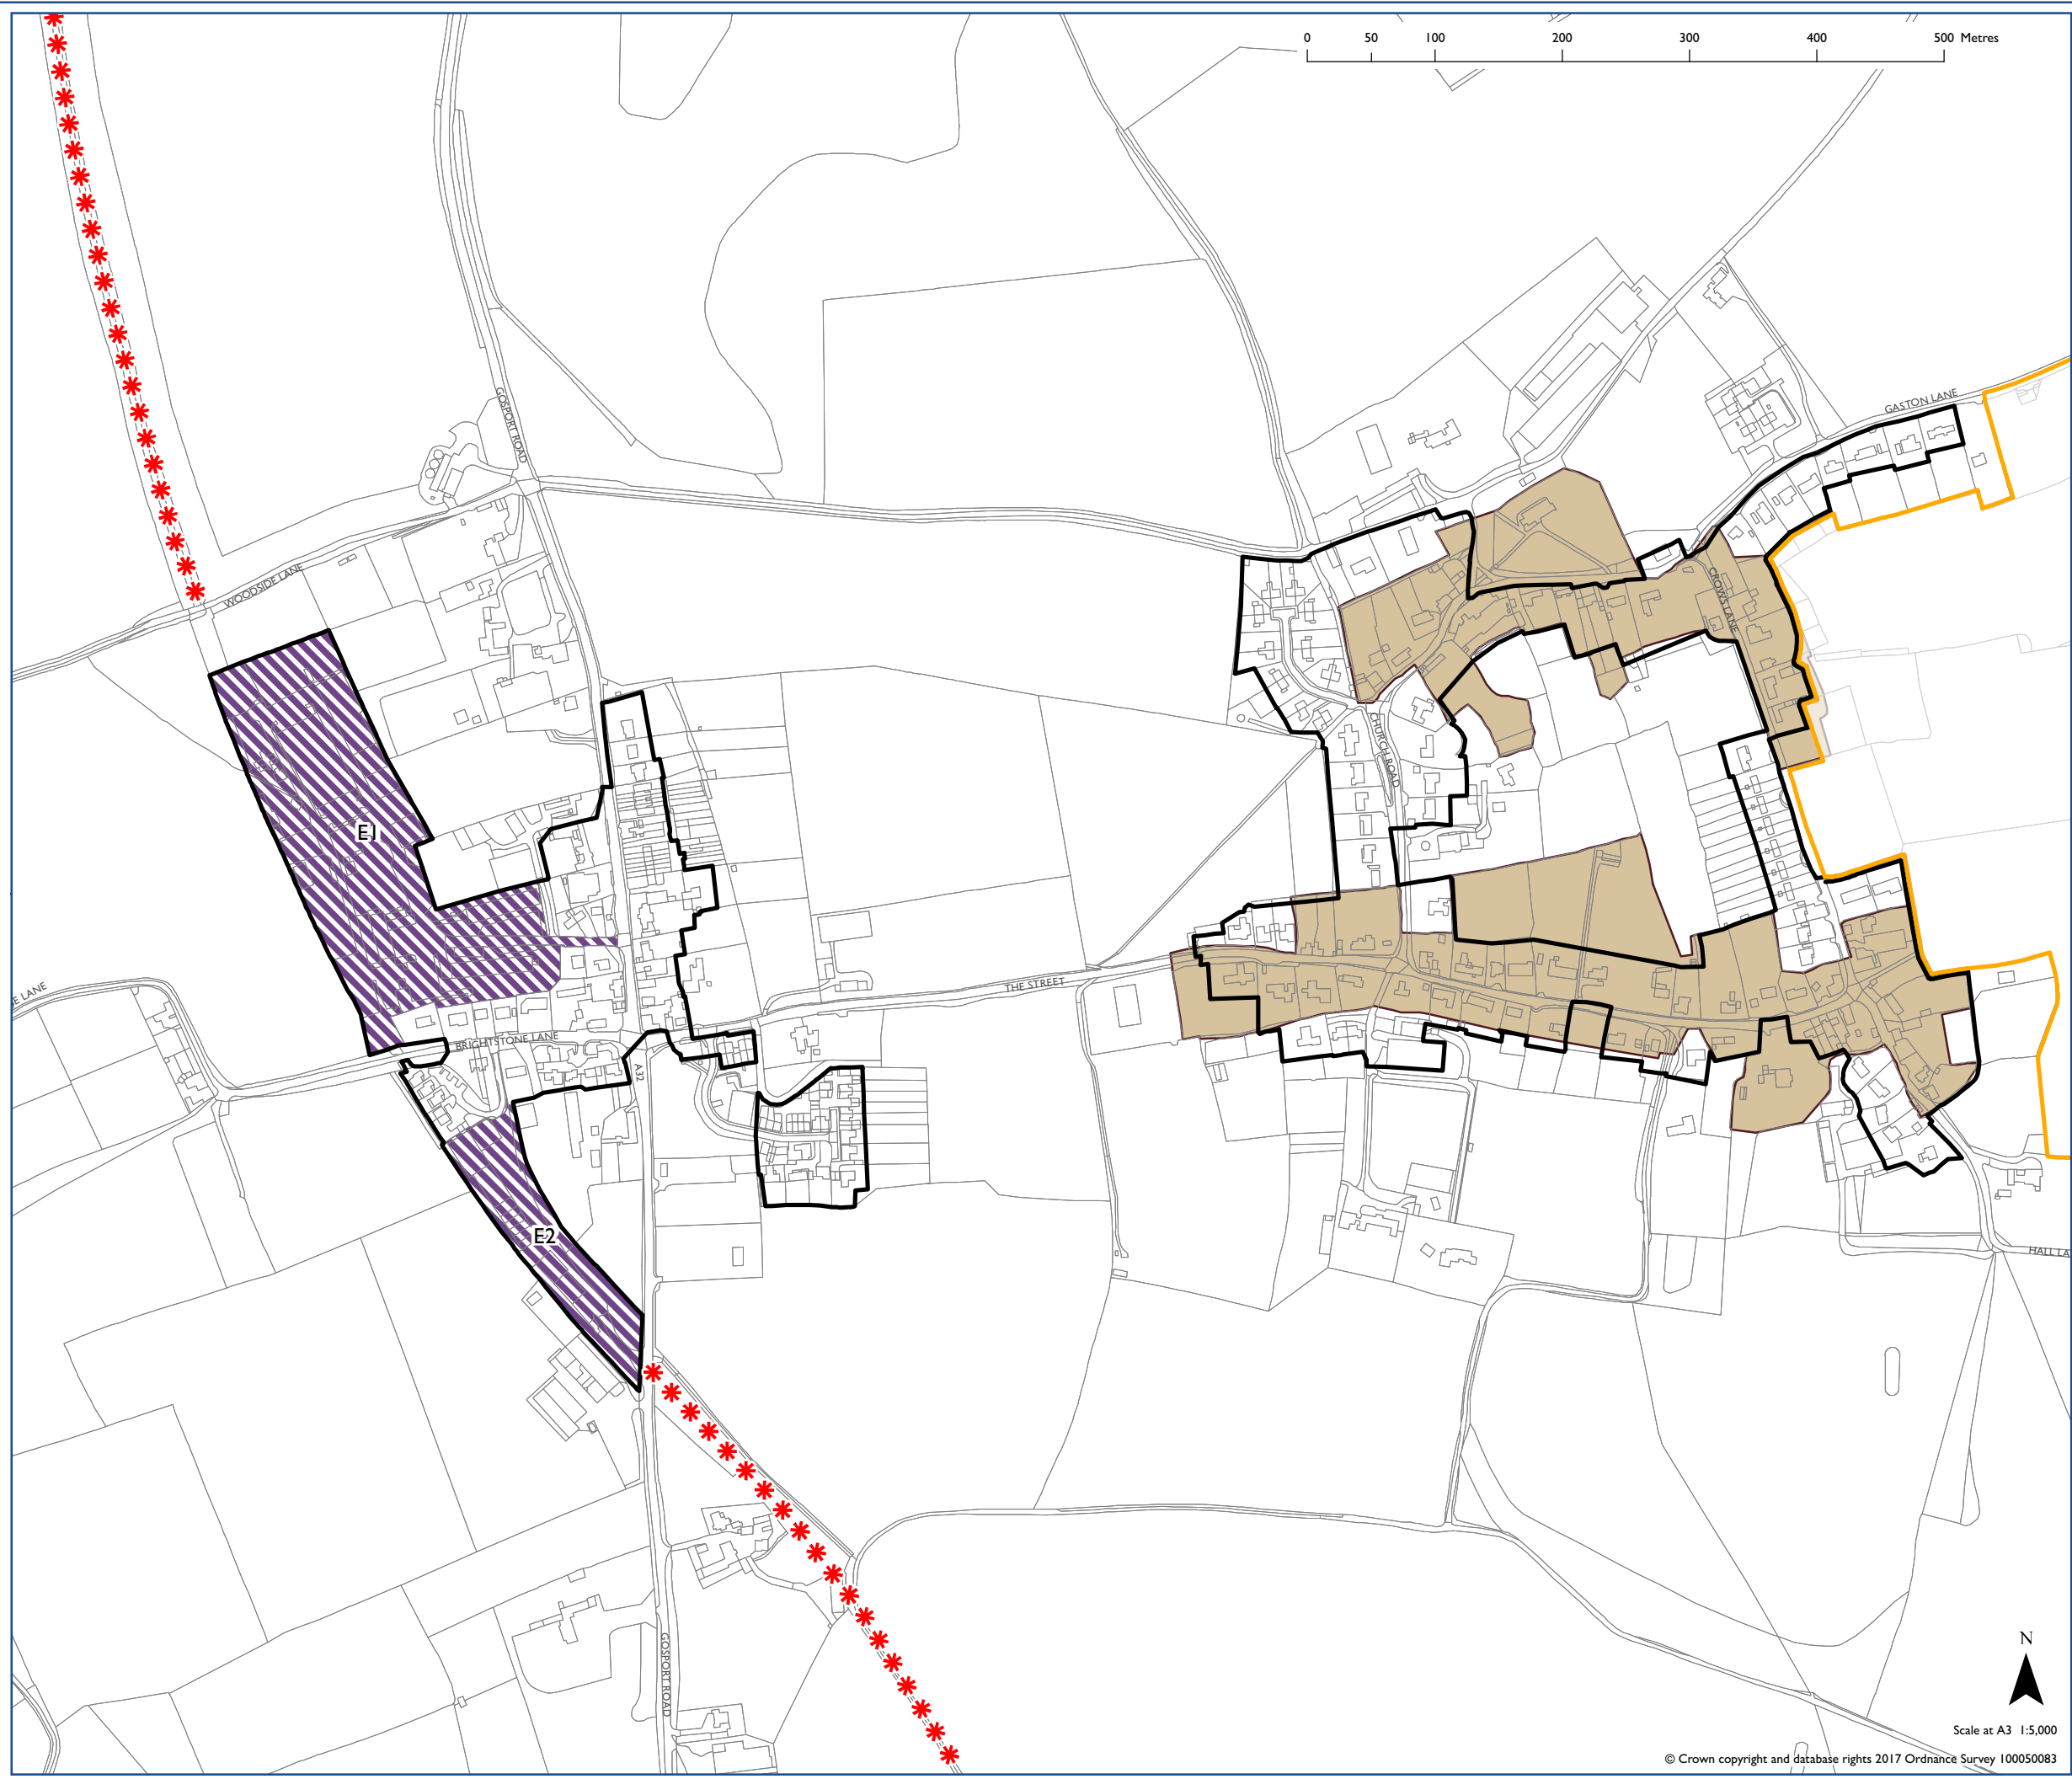 0 50 100 200 300 400 500 Metres
GOSPORT ROAD
GASTON LANE
WOODSIDE LANE
CROWS LANE
CHURCH ROAD
E1
THE STREET
E LANE
BRIGHTSTONE LANE
A32
E2
HALL LA
GOSPORT ROAD
N
Scale at A3 1:5,000
© Crown copyright and database rights 2017 Ordnance Survey 100050083